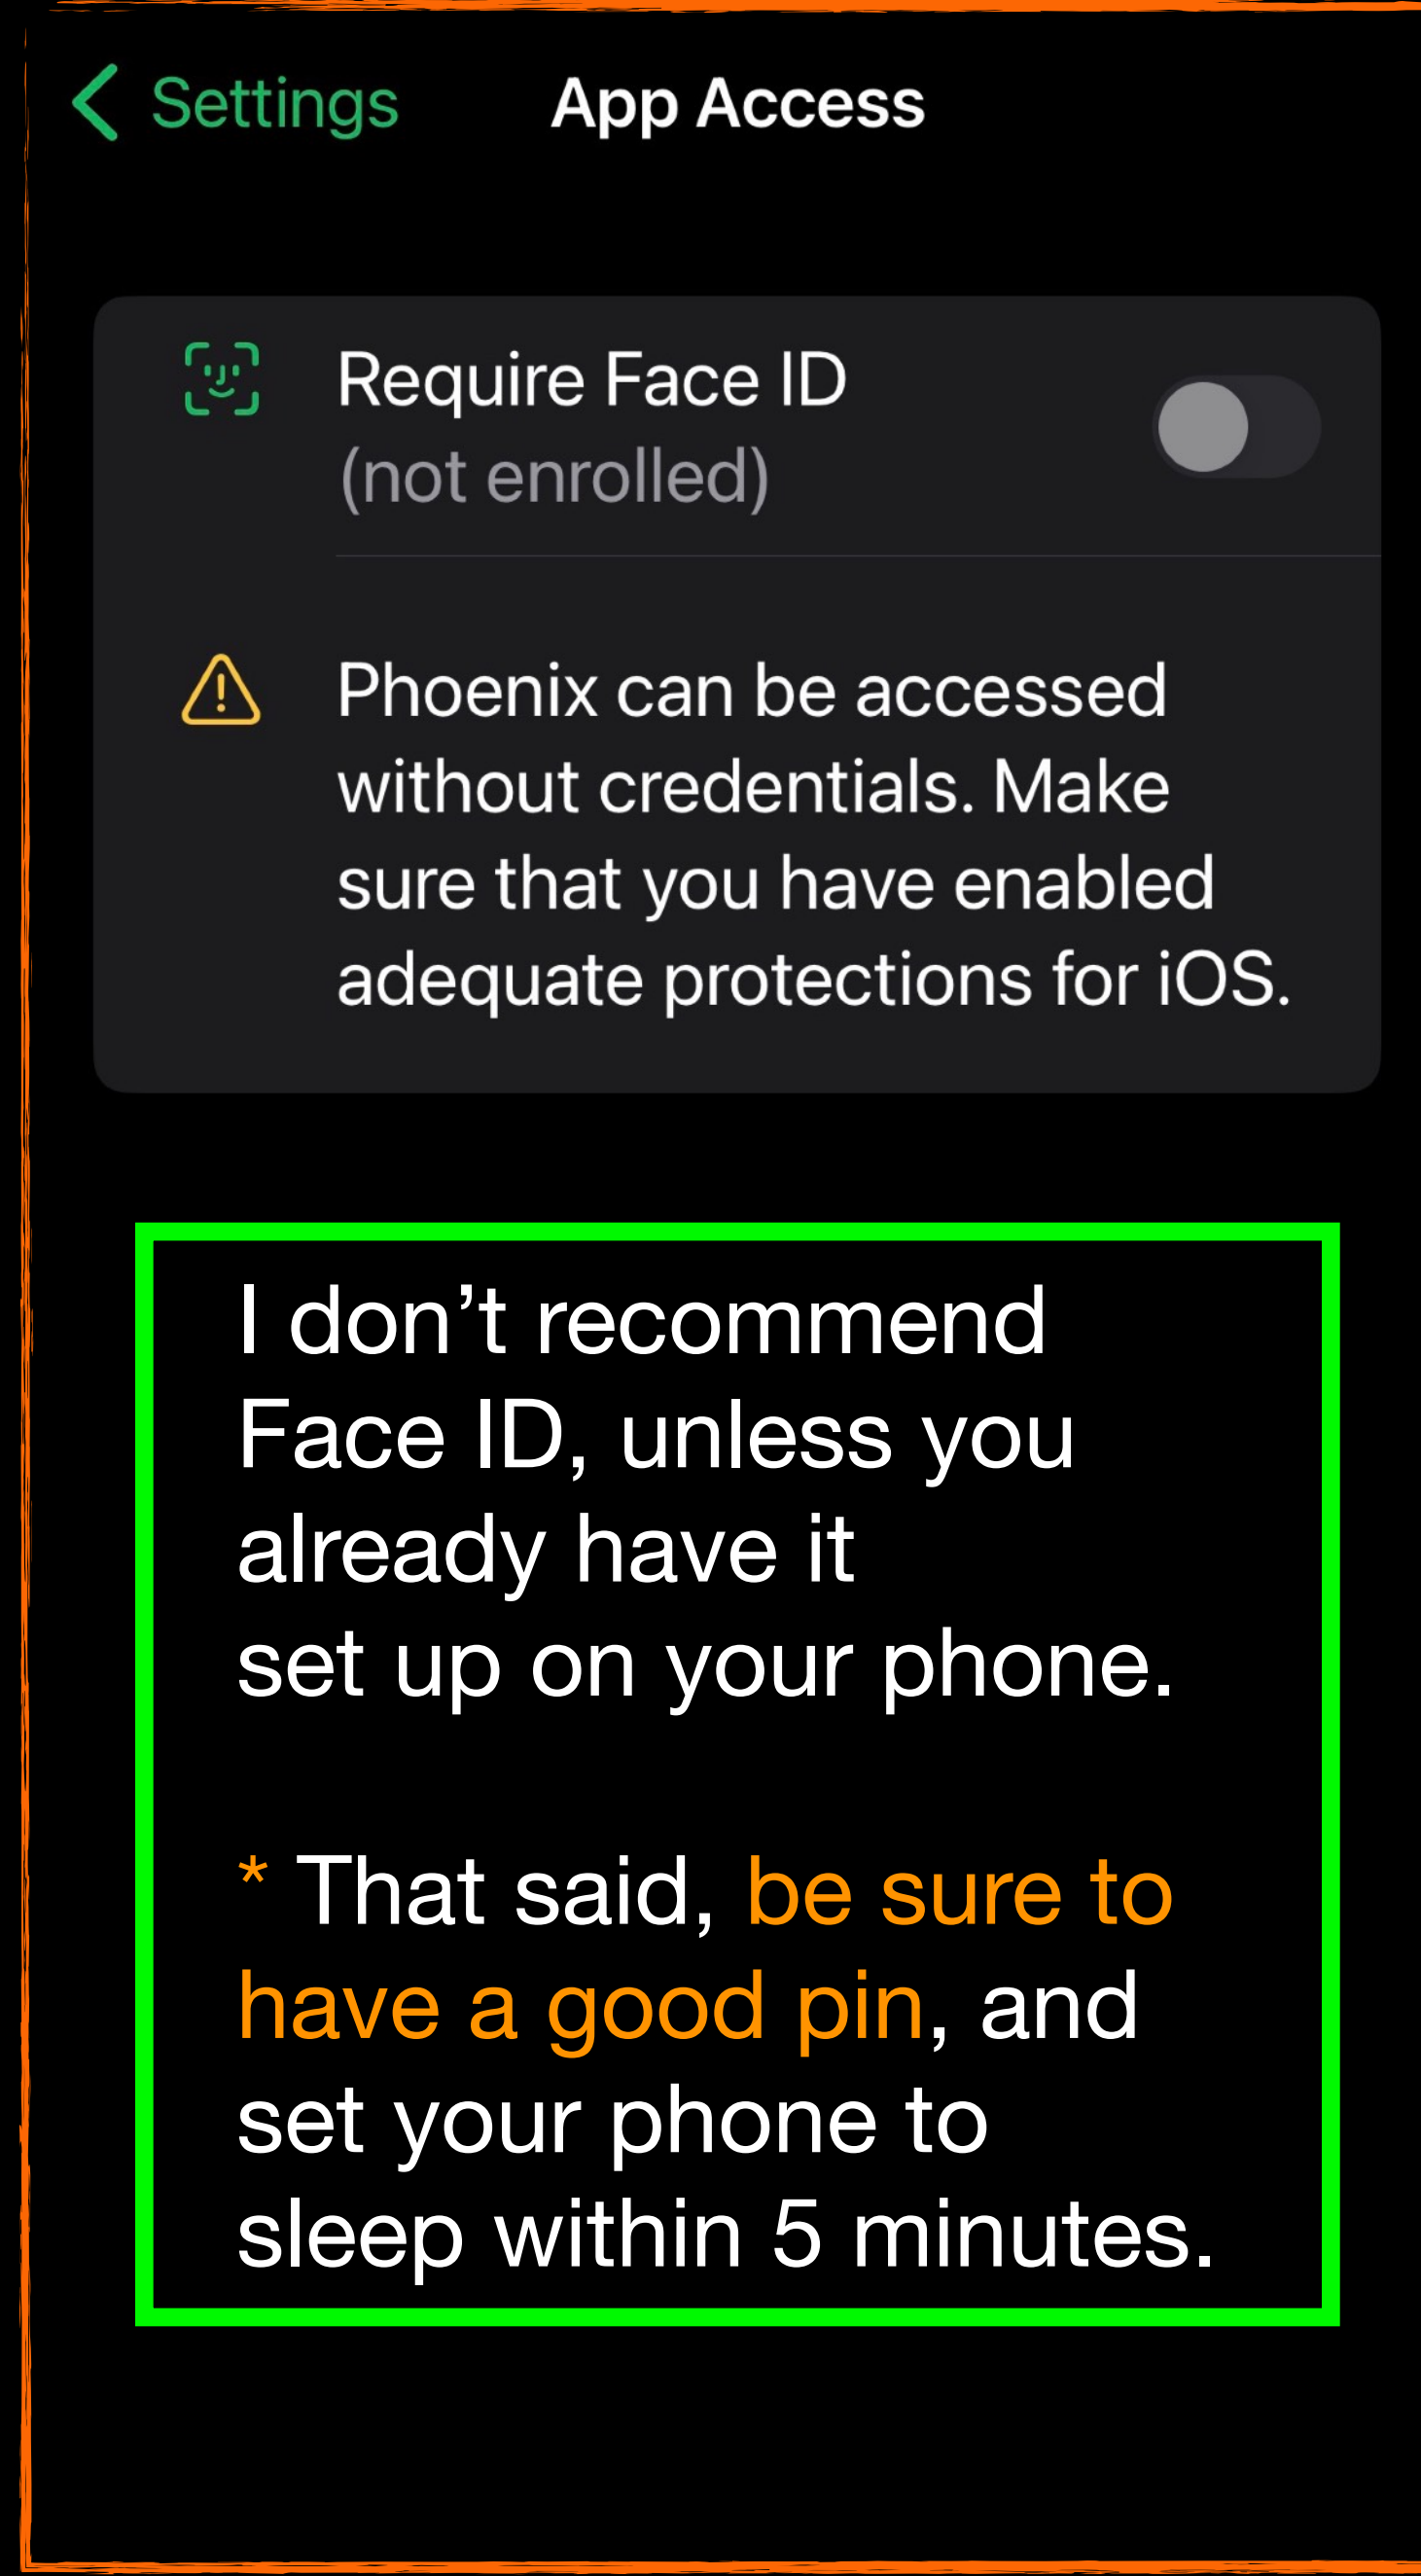 Settings
App Access
Require Face ID
(not enrolled)
Phoenix can be accessed
without credentials. Make
sure that you have enabled
adequate protections for iOS.
I don’t recommend
Face ID, unless you
already have it
set up on your phone.
* That said, be sure to
have a good pin, and
set your phone to
sleep within 5 minutes.